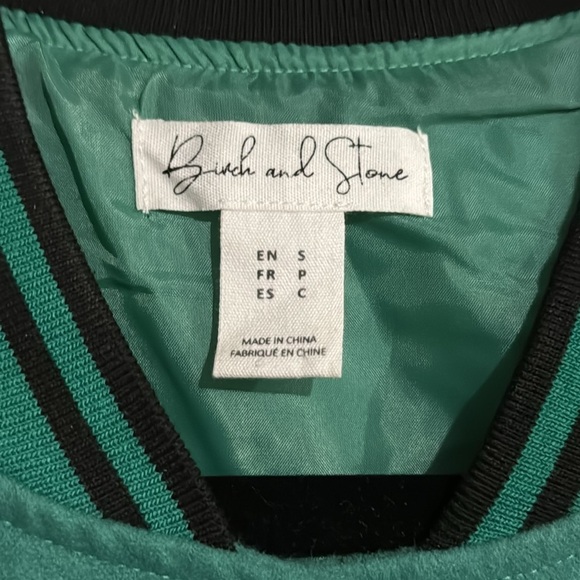 Birch and Stone
EN S
FR P
ES C
MADE IN CHINA
FABRIQUÉ EN CHINE